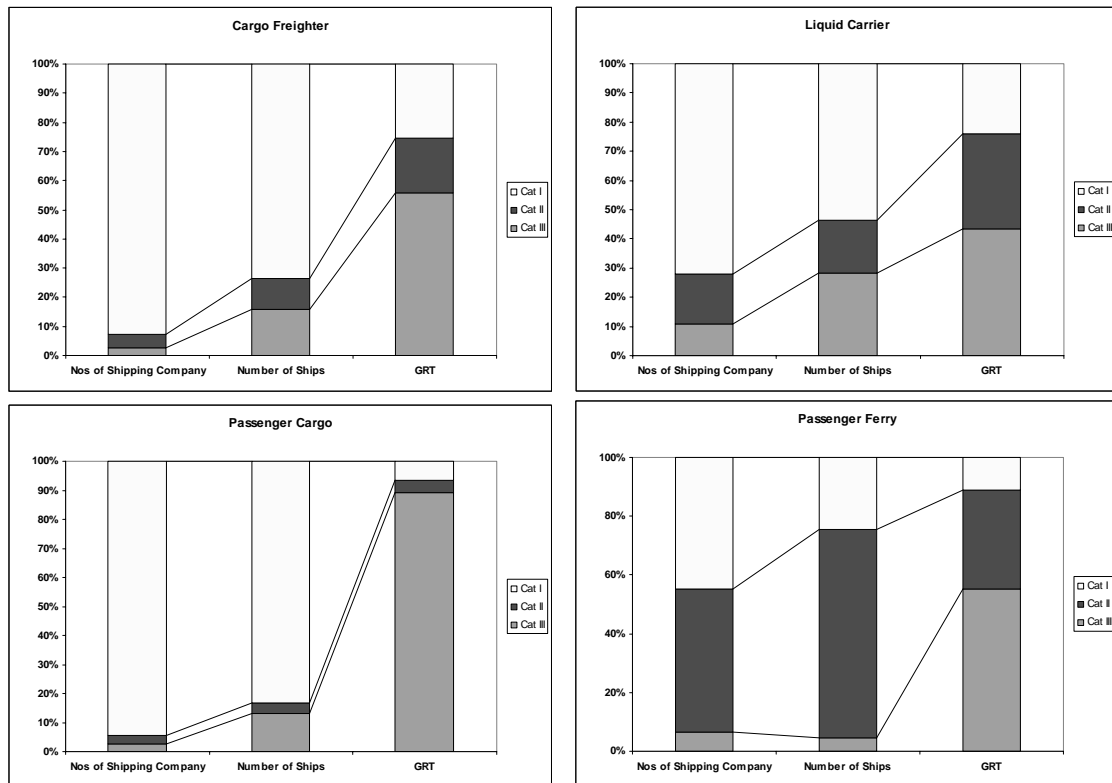 Cargo Freighter
100%
90%
80%
70%
60%
50%
40%
30%
20%
10%
0%
Nos of Shipping Company Number of Ships GRT
Cat I
Cat II
Cat III
Liquid Carrier
100%
90%
80%
70%
60%
50%
40%
30%
20%
10%
0%
Nos of Shipping Company Number of Ships GRT
Cat I
Cat II
Cat III
Passenger Cargo
100%
90%
80%
70%
60%
50%
40%
30%
20%
10%
0%
Nos of Shipping Company Number of Ships GRT
Cat I
Cat II
Cat III
Passenger Ferry
100%
80%
60%
40%
20%
0%
Nos of Shipping Company Number of Ships GRT
Cat I
Cat II
Cat III